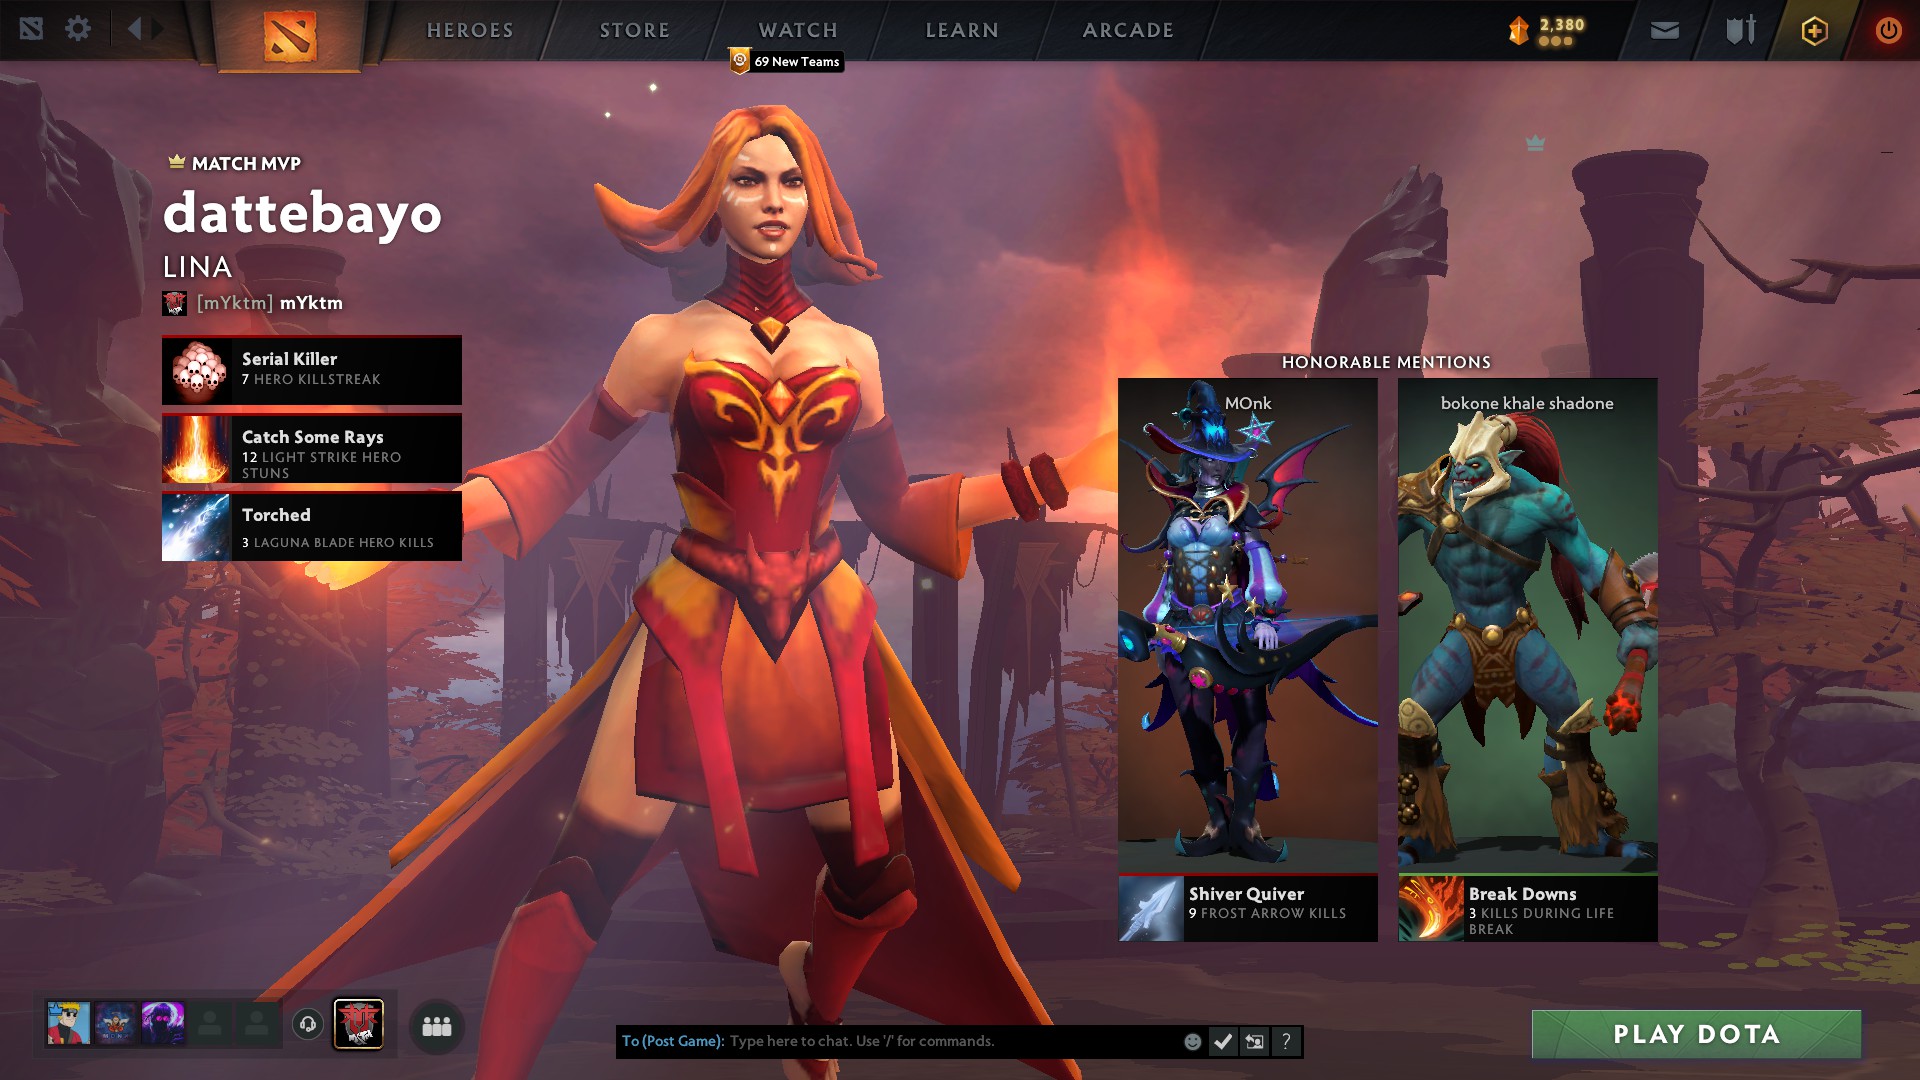 HEROES
STORE
WATCH
LEARN
ARCADE
2,380
69 New Teams
MATCH MVP
dattebayo
LINA
[mYktm] mYktm
Serial Killer
7 HERO KILLSTREAK
Catch Some Rays
12 LIGHT STRIKE HERO
STUNS
Torched
3 LAGUNA BLADE HERO KILLS
HONORABLE MENTIONS
MOnk
bokone khale shadone
Shiver Quiver
9 FROST ARROW KILLS
Break Downs
3 KILLS DURING LIFE
BREAK
To (Post Game): Type here to chat. Use '/' for commands.
?
PLAY DOTA